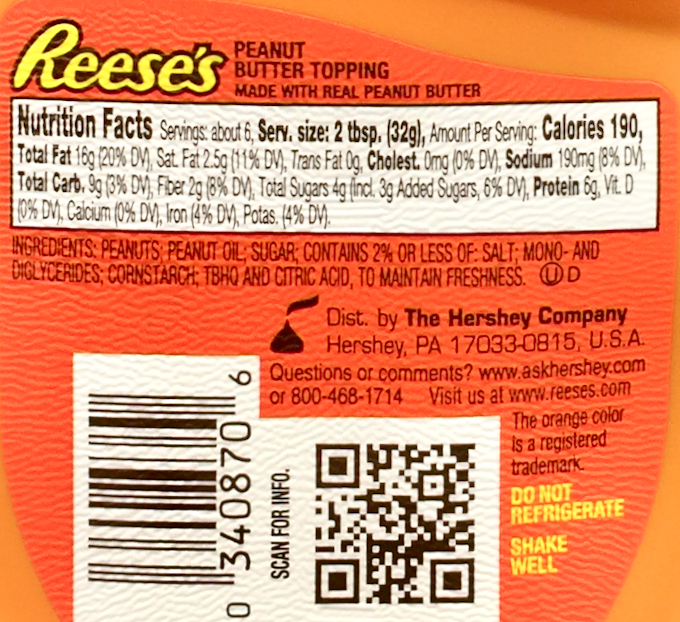 Reese's
PEANUT
BUTTER TOPPING
MADE WITH REAL PEANUT BUTTER
Nutrition Facts Servings: about 6, Serv. size: 2 tbsp. (32g), Amount Per Serving: Calories 190,
Total Fat 16g (20% DV), Sat. Fat 2.5g (11% DV), Trans Fat 0g, Cholest. 0mg (0% DV), Sodium 190mg (8% DV),
Total Carb. 9g (3% DV), Fiber 2g (8% DV), Total Sugars 4g (Incl. 3g Added Sugars, 6% DV), Protein 6g, Vit. D
(0% DV), Calcium (0% DV), Iron (4% DV), Potas. (4% DV).
INGREDIENTS: PEANUTS; PEANUT OIL; SUGAR; CONTAINS 2% OR LESS OF: SALT; MONO- AND
DIGLYCERIDES; CORNSTARCH; TBHQ AND CITRIC ACID, TO MAINTAIN FRESHNESS. Ⓤ D
Dist. by The Hershey Company
Hershey, PA 17033-0815, U.S.A.
Questions or comments? www.askhershey.com
or 800-468-1714 Visit us at www.reeses.com
The orange color
is a registered
trademark.
DO NOT
REFRIGERATE
SHAKE
WELL
SCAN FOR INFO.
0 340870 6